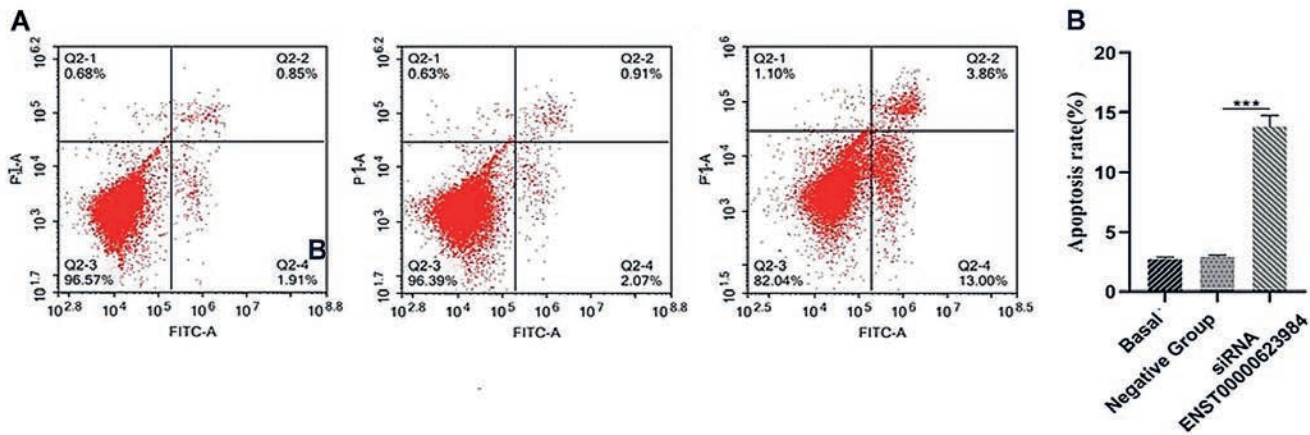 A
Q2-1
0.68%
Q2-2
0.85%
Q2-3
96.57%
Q2-4
1.91%
10^6.2
10^5
10^4
10^3
10^1.7
10^2.8
10^4
10^5
10^6
10^7
10^8.8
FITC-A
B
Q2-1
0.63%
Q2-2
0.91%
Q2-3
96.39%
Q2-4
2.07%
10^6.2
10^5
10^4
10^3
10^1.7
10^2.8
10^4
10^5
10^6
10^7
10^8.8
FITC-A
Q2-1
1.10%
Q2-2
3.86%
Q2-3
82.04%
Q2-4
13.00%
10^6
10^5
10^4
10^3
10^1.5
10^2.5
10^4
10^5
10^6
10^7
10^8.5
FITC-A
B
Apoptosis rate(%)
20
15
10
5
0
***
Basal
Negative Group
siRNA
ENST00000623984